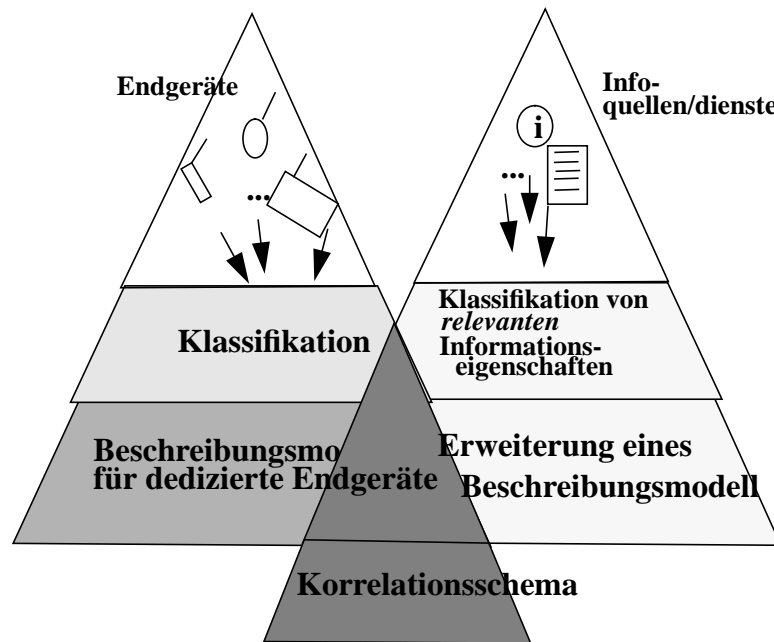 Endgeräte
Info-
quellen/dienste
i
...
...
Klassifikation
Klassifikation von
relevanten
Informations-
eigenschaften
Beschreibungsmo
für dedizierte Endgeräte
Erweiterung eines
Beschreibungsmodell
Korrelationsschema